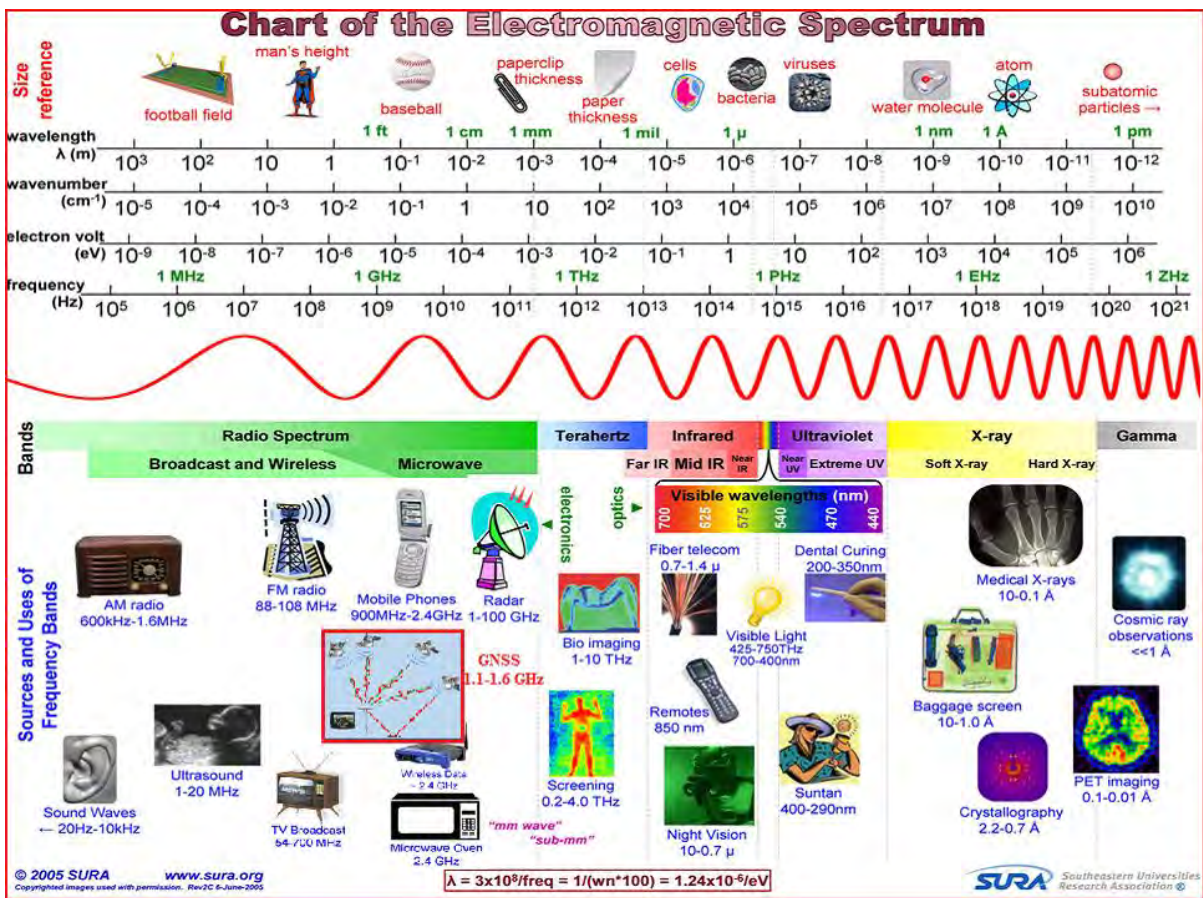 Chart of the Electromagnetic Spectrum
Size reference
football field
man's height
baseball
paperclip thickness
paper thickness
cells
bacteria
viruses
water molecule
atom
subatomic particles →
wavelength λ (m)
1 ft 1 cm 1 mm 1 mil 1 µ 1 nm 1 Å 1 pm
10³ 10² 10 1 10⁻¹ 10⁻² 10⁻³ 10⁻⁴ 10⁻⁵ 10⁻⁶ 10⁻⁷ 10⁻⁸ 10⁻⁹ 10⁻¹⁰ 10⁻¹¹ 10⁻¹²
wavenumber (cm⁻¹)
10⁻⁵ 10⁻⁴ 10⁻³ 10⁻² 10⁻¹ 1 10 10² 10³ 10⁴ 10⁵ 10⁶ 10⁷ 10⁸ 10⁹ 10¹⁰
electron volt (eV)
10⁻⁹ 10⁻⁸ 10⁻⁷ 10⁻⁶ 10⁻⁵ 10⁻⁴ 10⁻³ 10⁻² 10⁻¹ 1 10 10² 10³ 10⁴ 10⁵ 10⁶
1 MHz 1 GHz 1 THz 1 PHz 1 EHz 1 ZHz
frequency (Hz)
10⁵ 10⁶ 10⁷ 10⁸ 10⁹ 10¹⁰ 10¹¹ 10¹² 10¹³ 10¹⁴ 10¹⁵ 10¹⁶ 10¹⁷ 10¹⁸ 10¹⁹ 10²⁰ 10²¹
Bands
Radio Spectrum Terahertz Infrared Ultraviolet X-ray Gamma
Broadcast and Wireless Microwave Far IR Mid IR Near IR Near UV Extreme UV Soft X-ray Hard X-ray
electronics
optics
Visible wavelengths (nm)
700 625 575 540 470 440
Sources and Uses of Frequency Bands
AM radio
600kHz-1.6MHz
FM radio
88-108 MHz
Mobile Phones
900MHz-2.4GHz
Radar
1-100 GHz
Bio imaging
1-10 THz
Fiber telecom
0.7-1.4 µ
Dental Curing
200-350nm
Visible Light
425-750THz
700-400nm
Medical X-rays
10-0.1 Å
Cosmic ray observations
<<1 Å
GNSS
1.1-1.6 GHz
Sound Waves
← 20Hz-10kHz
Ultrasound
1-20 MHz
TV Broadcast
54-700 MHz
Wireless Data
~ 2.4 GHz
Microwave Oven
2.4 GHz
"mm wave"
"sub-mm"
Screening
0.2-4.0 THz
Remotes
850 nm
Night Vision
10-0.7 µ
Suntan
400-290nm
Baggage screen
10-1.0 Å
Crystallography
2.2-0.7 Å
PET imaging
0.1-0.01 Å
© 2005 SURA www.sura.org
Copyrighted images used with permission. Rev2C 6-June-2005
λ = 3x10⁸/freq = 1/(wn*100) = 1.24x10⁻⁶/eV
SURA
Southeastern Universities
Research Association ®